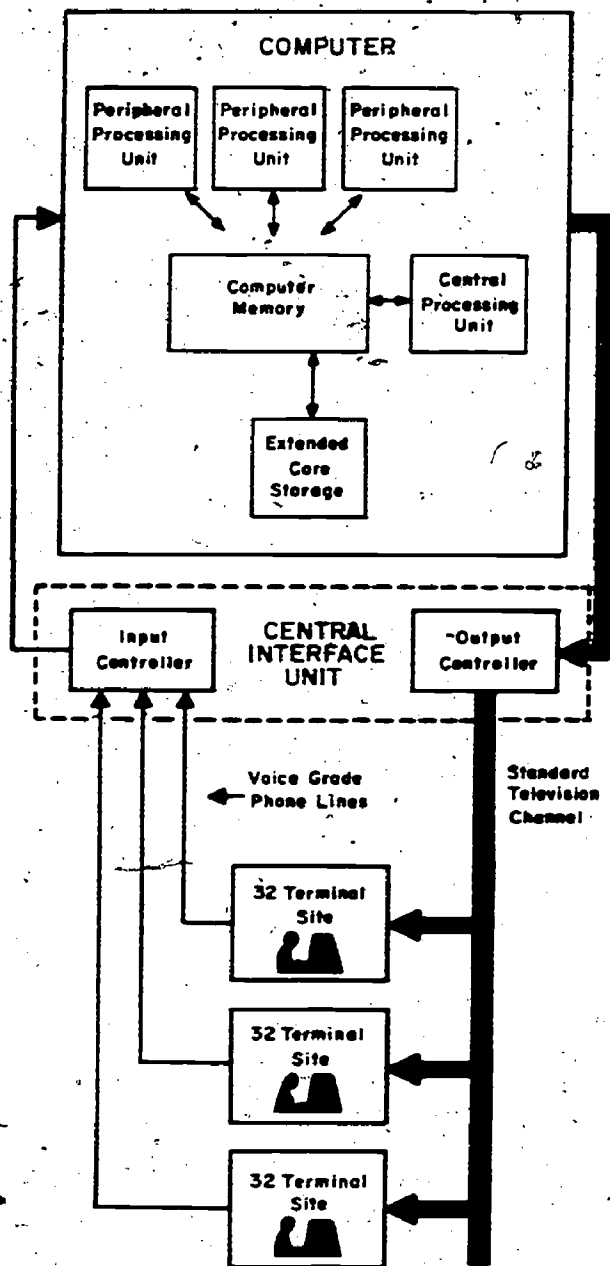 COMPUTER
Peripheral
Processing
Unit
Peripheral
Processing
Unit
Peripheral
Processing
Unit
Computer
Memory
Central
Processing
Unit
Extended
Core
Storage
Input
Controller
CENTRAL
INTERFACE
UNIT
Output
Controller
Voice Grade
Phone Lines
Standard
Television
Channel
32 Terminal
Site
32 Terminal
Site
32 Terminal
Site